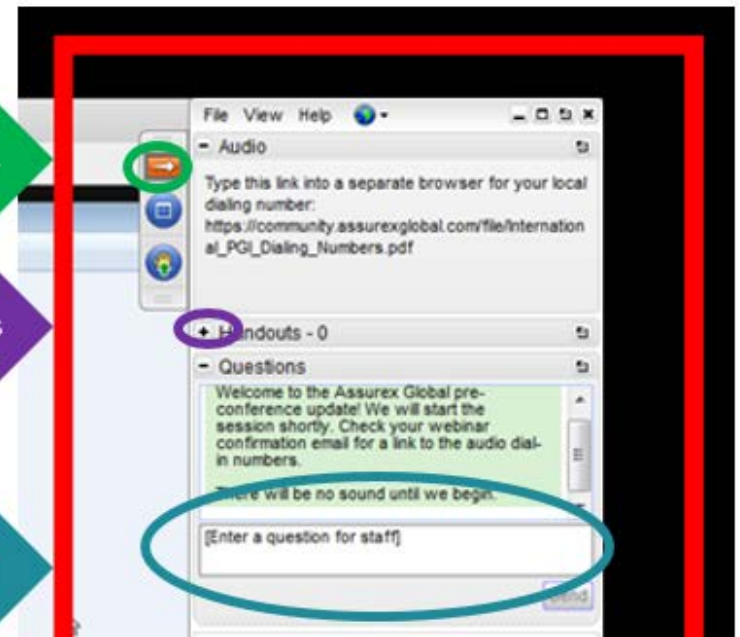 File View Help
- Audio
Type this link into a separate browser for your local
dialing number:
https://community.assurexglobal.com/file/Internation
al_PGI_Dialing_Numbers.pdf
+ Handouts - 0
- Questions
Welcome to the Assurex Global pre-
conference update! We will start the
session shortly. Check your webinar
confirmation email for a link to the audio dial-
in numbers.
There will be no sound until we begin.
[Enter a question for staff]
Send